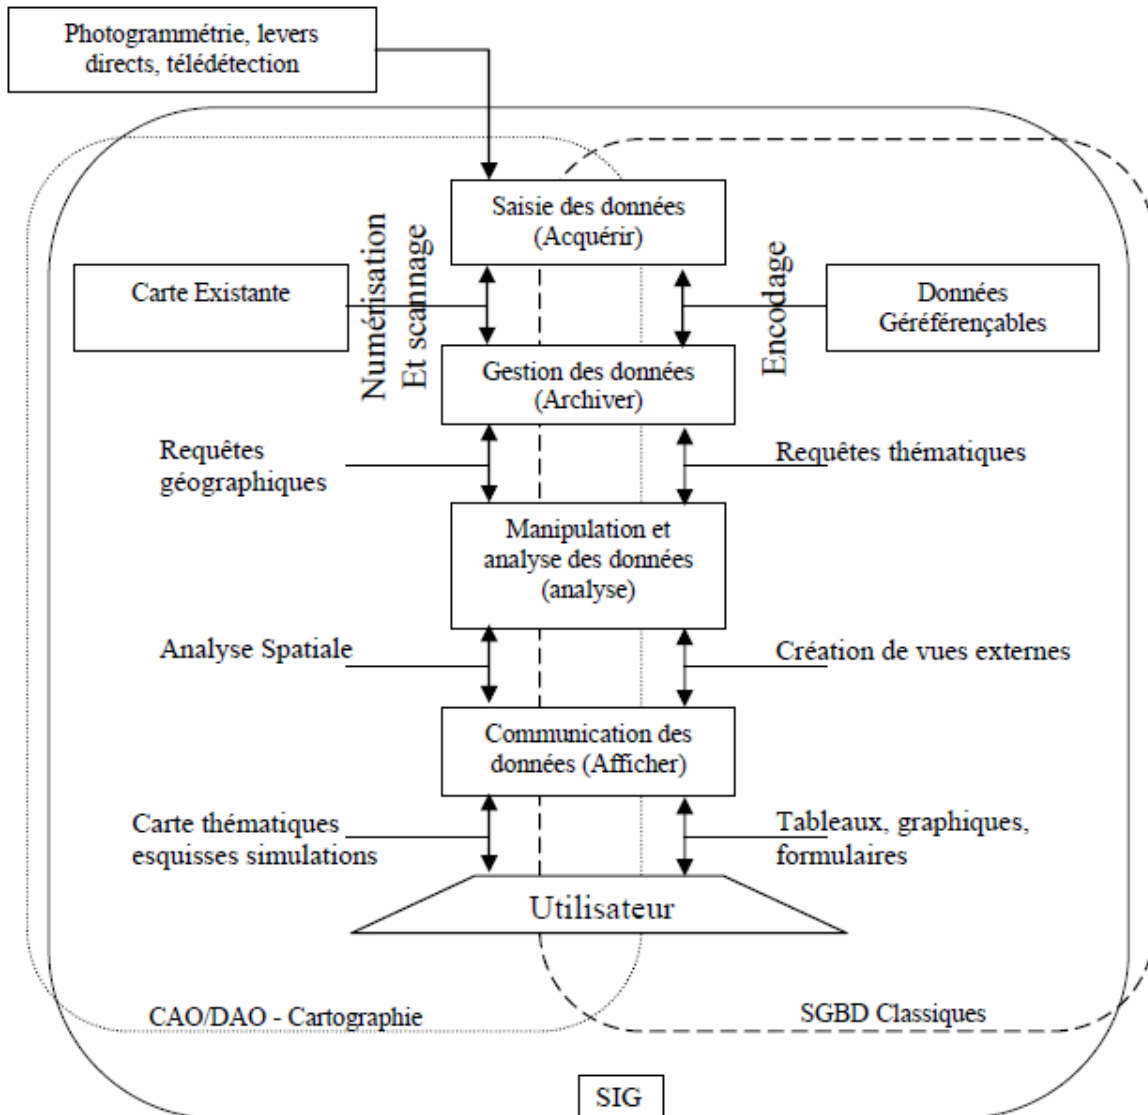 Photogrammétrie, levers
directs, télédétection
Saisie des données
(Acquérir)
Numérisation
Et scannage
Encodage
Carte Existante
Données
Géréférençables
Gestion des données
(Archiver)
Requêtes
géographiques
Requêtes thématiques
Manipulation et
analyse des données
(analyse)
Analyse Spatiale
Création de vues externes
Communication des
données (Afficher)
Carte thématiques
esquisses simulations
Tableaux, graphiques,
formulaires
Utilisateur
CAO/DAO - Cartographie
SGBD Classiques
SIG